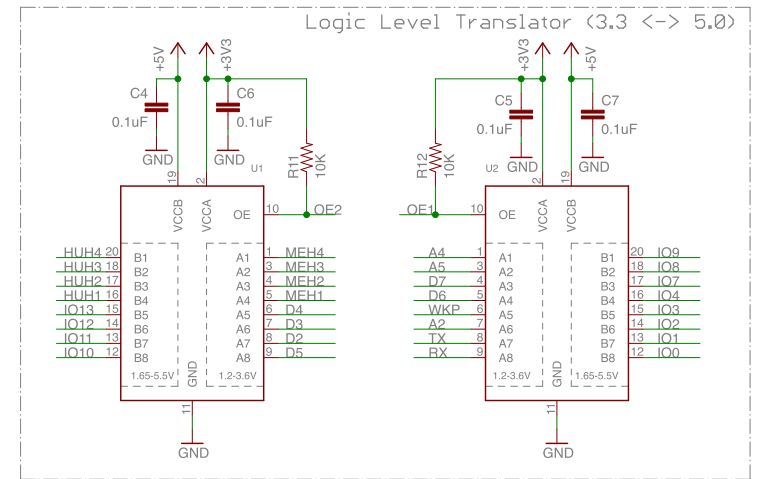 Logic Level Translator (3.3 <-> 5.0)
+5V
+3V3
C4
0.1uF
GND
C6
0.1uF
GND
R11
10K
U1
19
2
VCCB
VCCA
OE
10
OE2
HUH4 20 B1
HUH3 18 B2
HUH2 17 B3
HUH1 16 B4
IO13 15 B5
IO12 14 B6
IO11 13 B7
IO10 12 B8
A1 1 MEH4
A2 3 MEH3
A3 4 MEH2
A4 5 MEH1
A5 6 D4
A6 7 D3
A7 8 D2
A8 9 D5
1.65-5.5V
GND
1.2-3.6V
11
GND
+3V3
+5V
C5
0.1uF
GND
C7
0.1uF
GND
R12
10K
U2
2
19
VCCA
VCCB
OE1
10
OE
A4 1 A1
A5 3 A2
D7 4 A3
D6 5 A4
WKP 6 A5
A2 7 A6
TX 8 A7
RX 9 A8
B1 20 IO9
B2 18 IO8
B3 17 IO7
B4 16 IO4
B5 15 IO3
B6 14 IO2
B7 13 IO1
B8 12 IO0
1.2-3.6V
GND
1.65-5.5V
11
GND